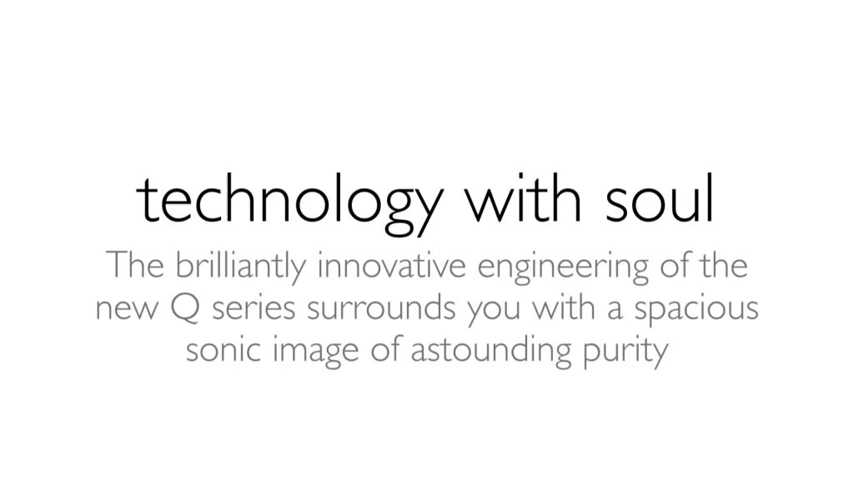 technology with soul
The brilliantly innovative engineering of the
new Q series surrounds you with a spacious
sonic image of astounding purity